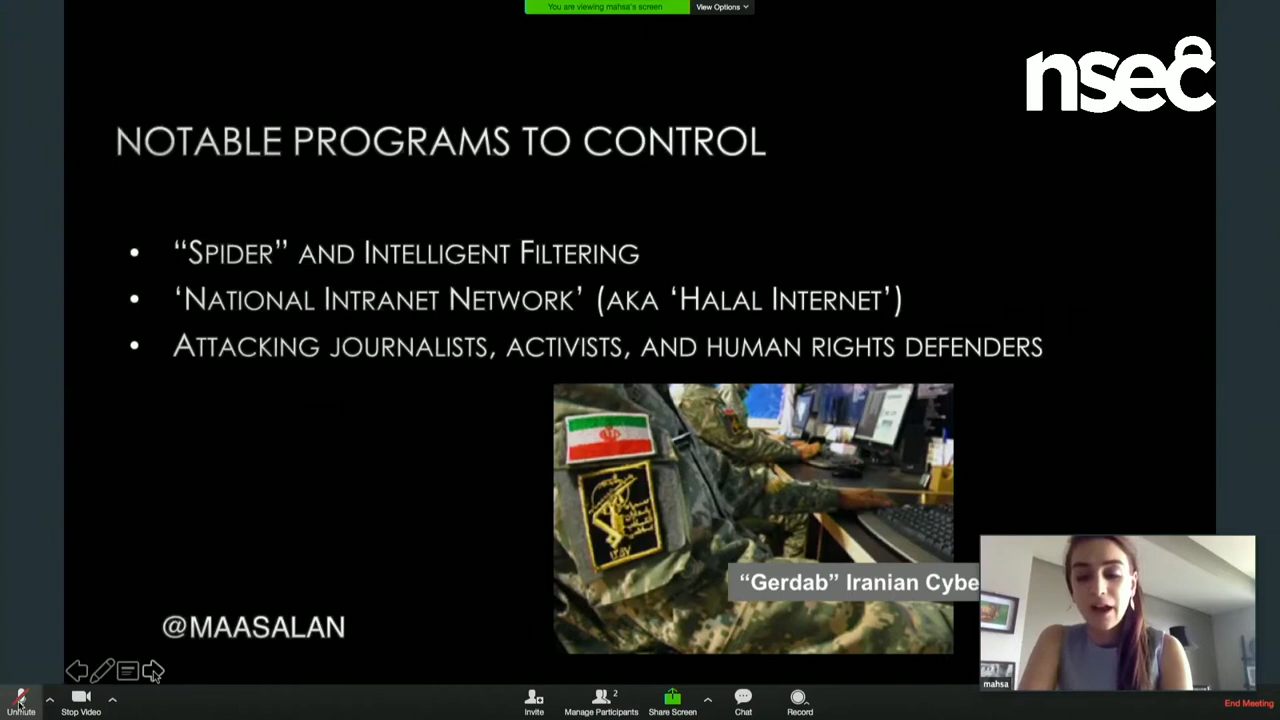 You are viewing mahsa's screen
View Options
nsec
NOTABLE PROGRAMS TO CONTROL
• “SPIDER” AND INTELLIGENT FILTERING
• ‘NATIONAL INTRANET NETWORK’ (AKA ‘HALAL INTERNET’)
• ATTACKING JOURNALISTS, ACTIVISTS, AND HUMAN RIGHTS DEFENDERS
“Gerdab” Iranian Cybe
@MAASALAN
mahsa
Unmute
Stop Video
Invite
2
Manage Participants
Share Screen
Chat
Record
End Meeting